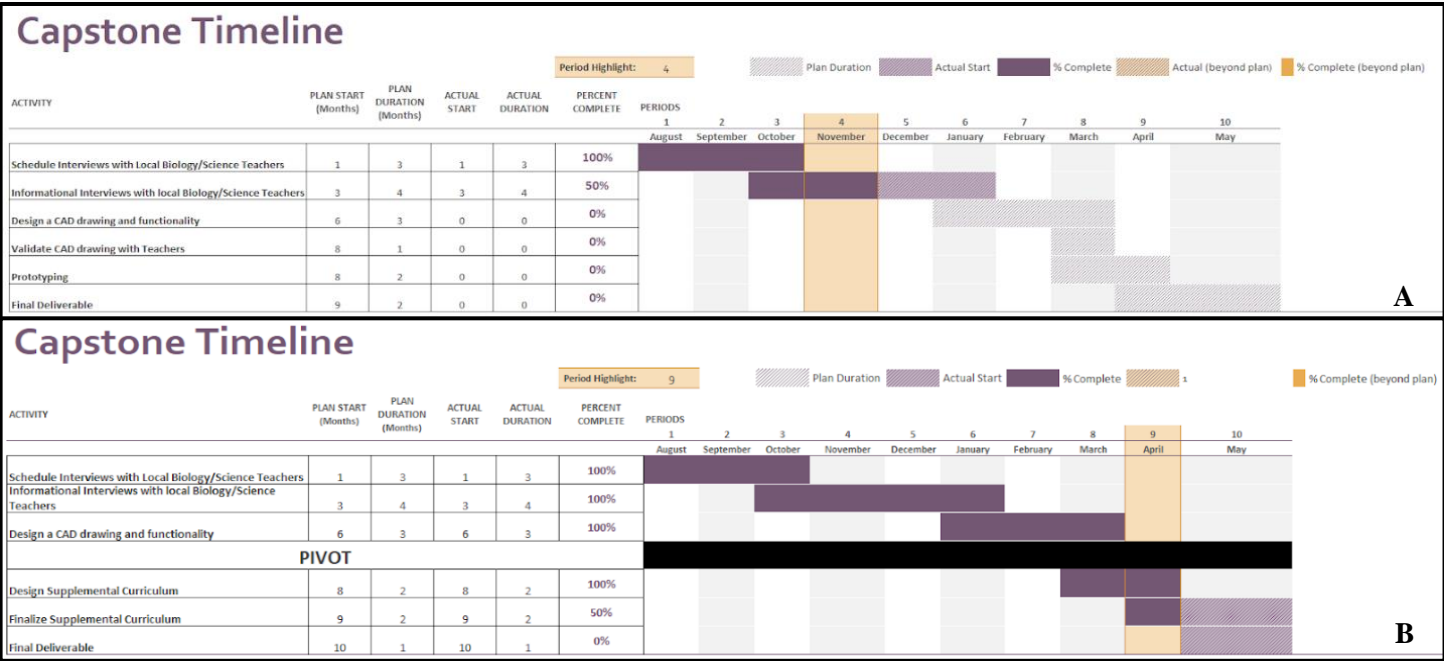 Capstone Timeline
Period Highlight: 4 Plan Duration Actual Start % Complete Actual (beyond plan) % Complete (beyond plan)
ACTIVITY PLAN START (Months) PLAN DURATION (Months) ACTUAL START ACTUAL DURATION PERCENT COMPLETE PERIODS
1 2 3 4 5 6 7 8 9 10
August September October November December January February March April May
Schedule Interviews with Local Biology/Science Teachers 1 3 1 3 100%
Informational Interviews with local Biology/Science Teachers 3 4 3 4 50%
Design a CAD drawing and functionality 6 3 0 0 0%
Validate CAD drawing with Teachers 8 1 0 0 0%
Prototyping 8 2 0 0 0%
Final Deliverable 9 2 0 0 0%
A
Capstone Timeline
Period Highlight: 9 Plan Duration Actual Start % Complete 1 % Complete (beyond plan)
ACTIVITY PLAN START (Months) PLAN DURATION (Months) ACTUAL START ACTUAL DURATION PERCENT COMPLETE PERIODS
1 2 3 4 5 6 7 8 9 10
August September October November December January February March April May
Schedule Interviews with Local Biology/Science Teachers 1 3 1 3 100%
Informational Interviews with local Biology/Science
Teachers 3 4 3 4 100%
Design a CAD drawing and functionality 6 3 6 3 100%
PIVOT
Design Supplemental Curriculum 8 2 8 2 100%
Finalize Supplemental Curriculum 9 2 9 2 50%
Final Deliverable 10 1 10 1 0%
B